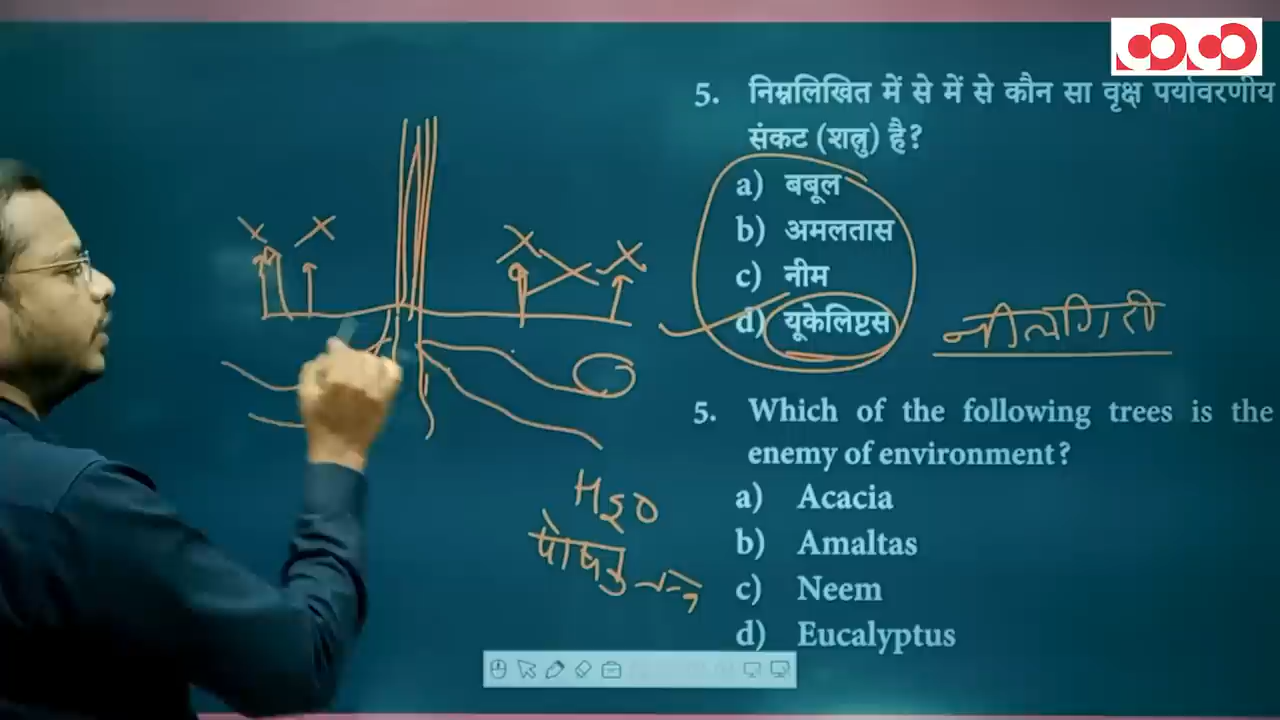 5. निम्नलिखित में से में से कौन सा वृक्ष पर्यावरणीय
संकट (शत्रु) है?
a) बबूल
b) अमलतास
c) नीम
d) यूकेलिप्टस
नीलगिरी
5. Which of the following trees is the
enemy of environment?
a) Acacia
b) Amaltas
c) Neem
d) Eucalyptus
H2O